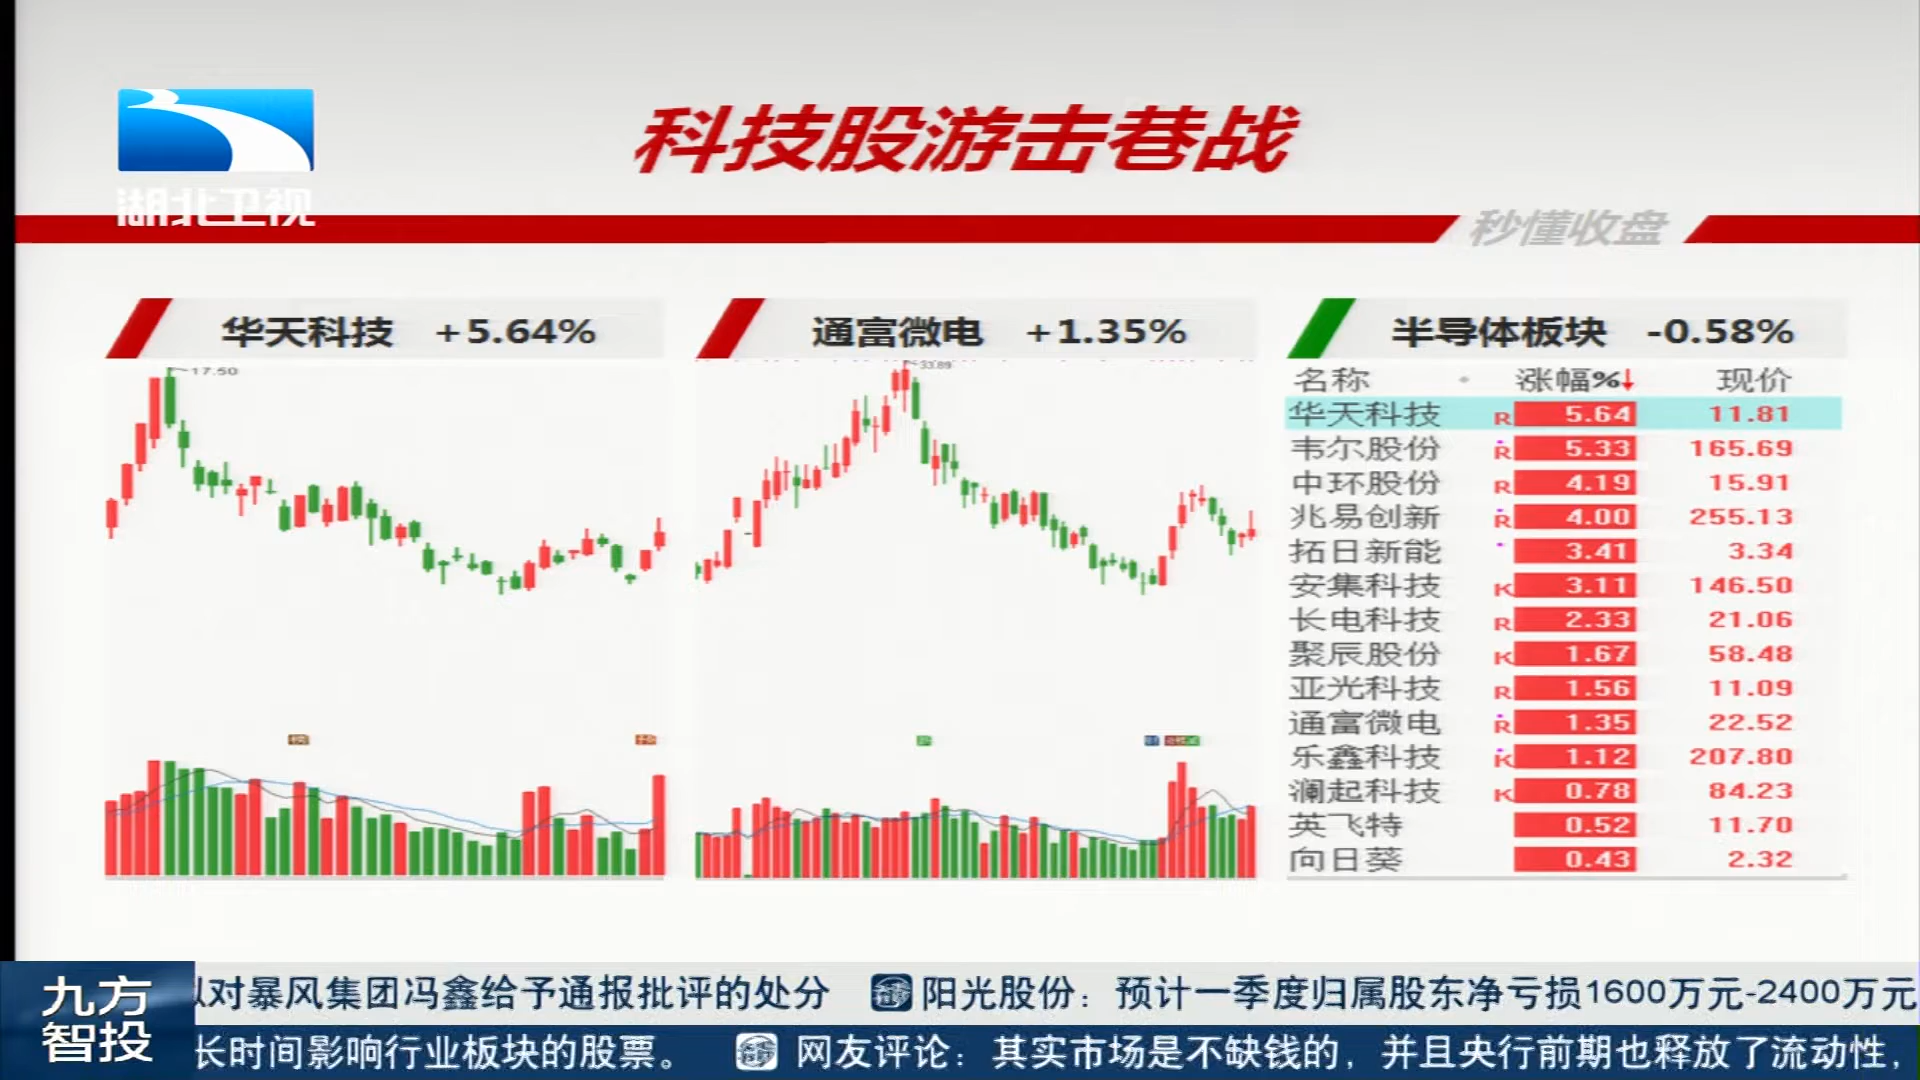 科技股游击巷战
湖北卫视
秒懂收盘
华天科技 +5.64%
17.50
通富微电 +1.35%
33.89
半导体板块 -0.58%
名称 涨幅%↓ 现价
华天科技 R 5.64 11.81
韦尔股份 R 5.33 165.69
中环股份 R 4.19 15.91
兆易创新 R 4.00 255.13
拓日新能 3.41 3.34
安集科技 K 3.11 146.50
长电科技 R 2.33 21.06
聚辰股份 K 1.67 58.48
亚光科技 R 1.56 11.09
通富微电 R 1.35 22.52
乐鑫科技 K 1.12 207.80
澜起科技 K 0.78 84.23
英飞特 0.52 11.70
向日葵 0.43 2.32
九方智投
以对暴风集团冯鑫给予通报批评的处分 阳光股份：预计一季度归属股东净亏损1600万元-2400万元
长时间影响行业板块的股票。 网友评论：其实市场是不缺钱的，并且央行前期也释放了流动性，